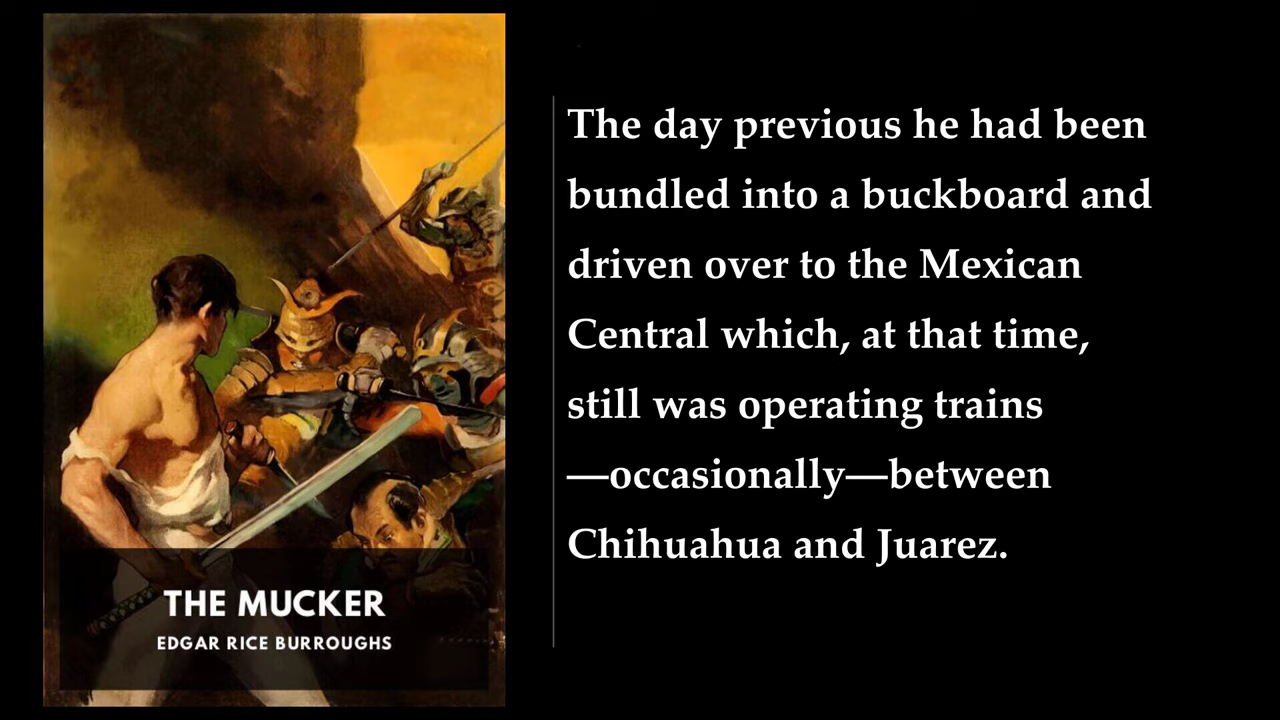 THE MUCKER
EDGAR RICE BURROUGHS
The day previous he had been
bundled into a buckboard and
driven over to the Mexican
Central which, at that time,
still was operating trains
—occasionally—between
Chihuahua and Juarez.